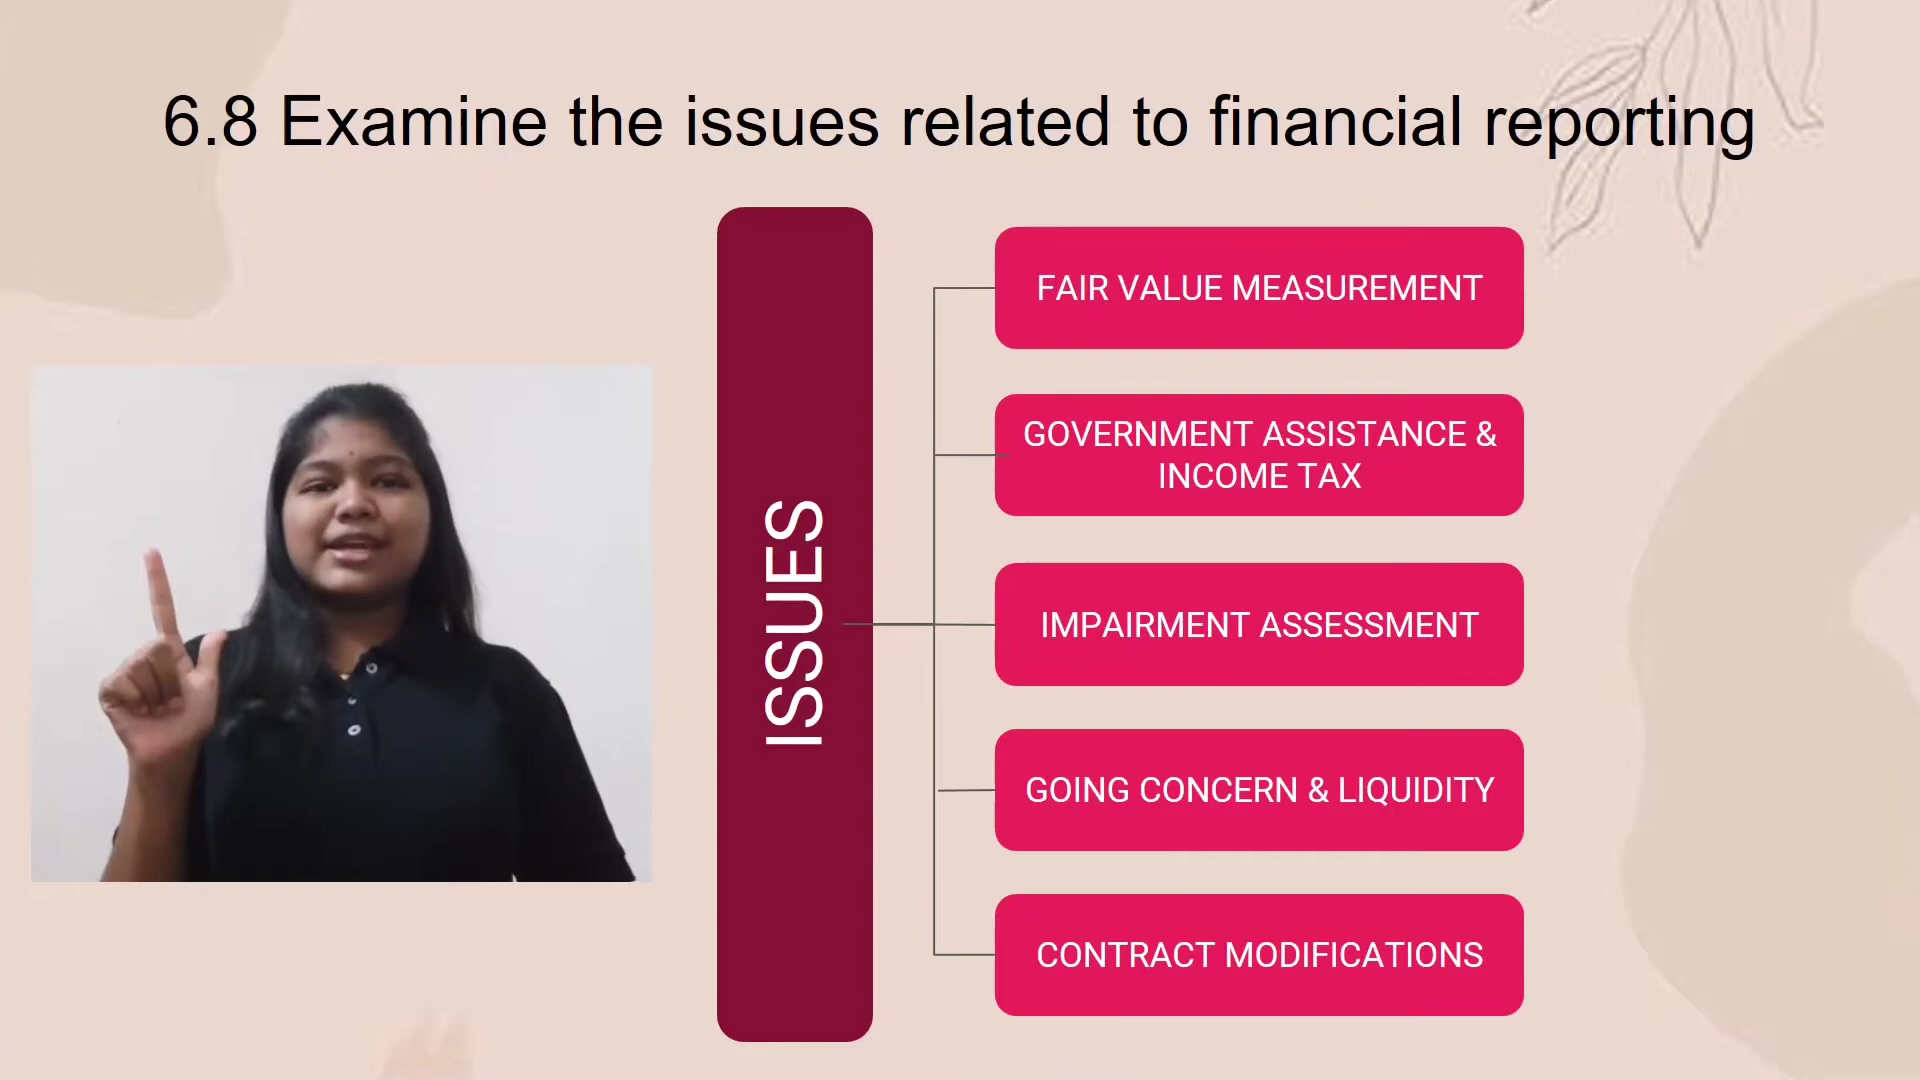 6.8 Examine the issues related to financial reporting
ISSUES
FAIR VALUE MEASUREMENT
GOVERNMENT ASSISTANCE &
INCOME TAX
IMPAIRMENT ASSESSMENT
GOING CONCERN & LIQUIDITY
CONTRACT MODIFICATIONS